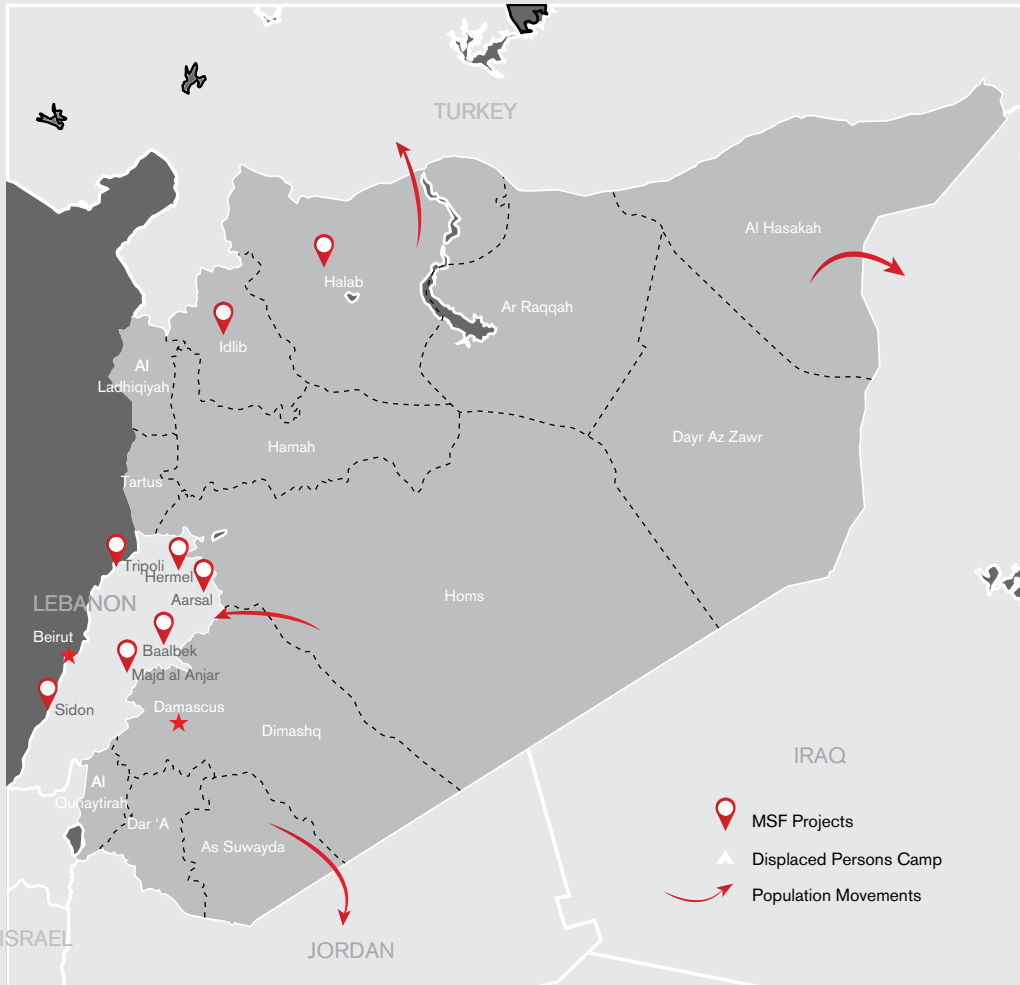 TURKEY
Al Hasakah
Halab
Ar Raqqah
Idlib
Al
Ladhiqiyah
Dayr Az Zawr
Hamah
Tartus
Tripoli
Hermel
Aarsal
Homs
LEBANON
Beirut
Baalbek
Majd al Anjar
Sidon
Damascus
Dimashq
IRAQ
Al
Qunaytirah
Dar ‘A
As Suwayda
MSF Projects
Displaced Persons Camp
Population Movements
ISRAEL
JORDAN